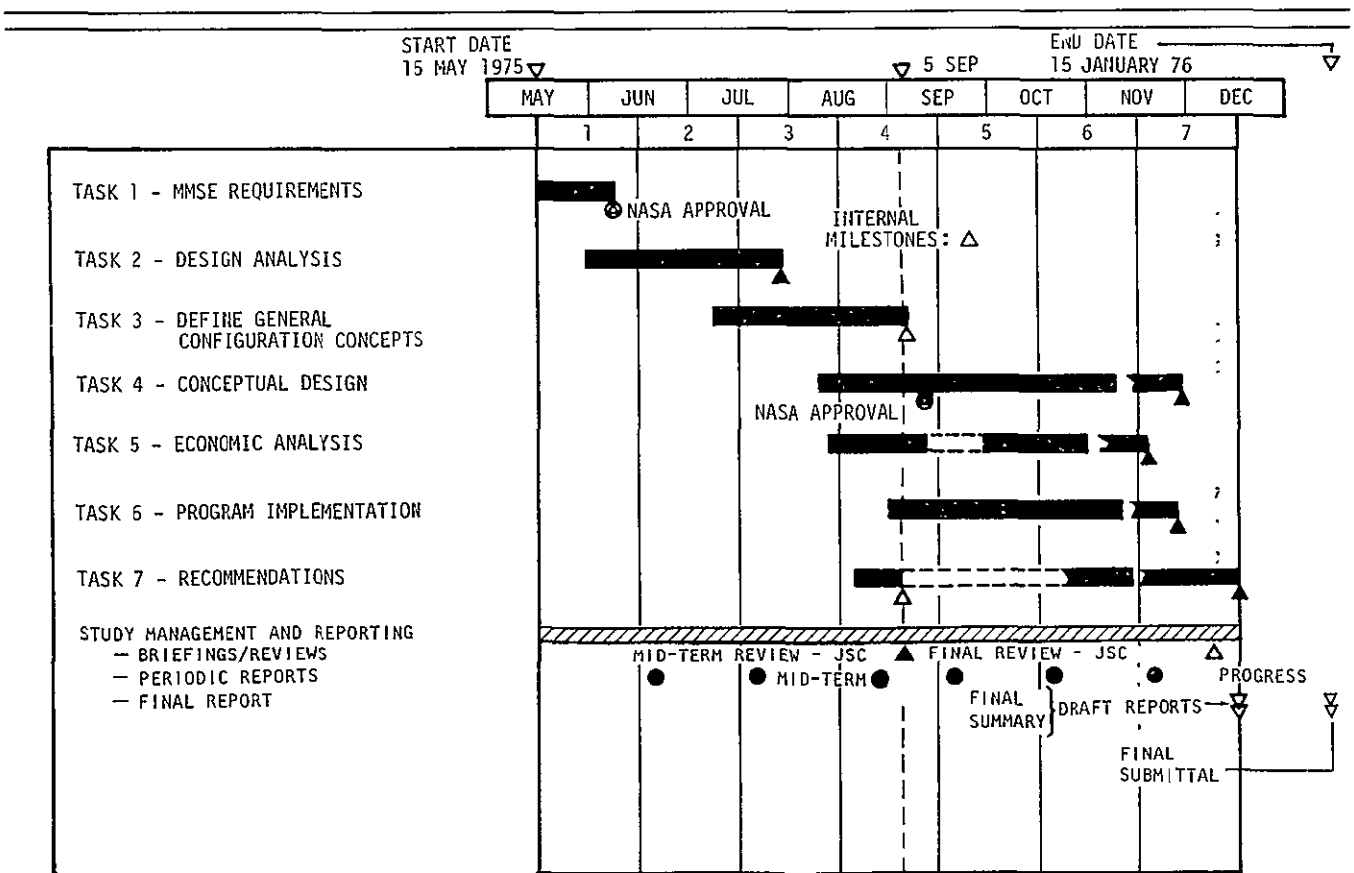 START DATE
15 MAY 1975
5 SEP
END DATE
15 JANUARY 76
MAY JUN JUL AUG SEP OCT NOV DEC
1 2 3 4 5 6 7
TASK 1 - MMSE REQUIREMENTS
NASA APPROVAL
INTERNAL
MILESTONES:
TASK 2 - DESIGN ANALYSIS
TASK 3 - DEFINE GENERAL
CONFIGURATION CONCEPTS
TASK 4 - CONCEPTUAL DESIGN
NASA APPROVAL
TASK 5 - ECONOMIC ANALYSIS
TASK 6 - PROGRAM IMPLEMENTATION
TASK 7 - RECOMMENDATIONS
STUDY MANAGEMENT AND REPORTING
— BRIEFINGS/REVIEWS
MID-TERM REVIEW - JSC
FINAL REVIEW - JSC
— PERIODIC REPORTS
MID-TERM
PROGRESS
— FINAL REPORT
FINAL
SUMMARY
DRAFT REPORTS
FINAL
SUBMITTAL